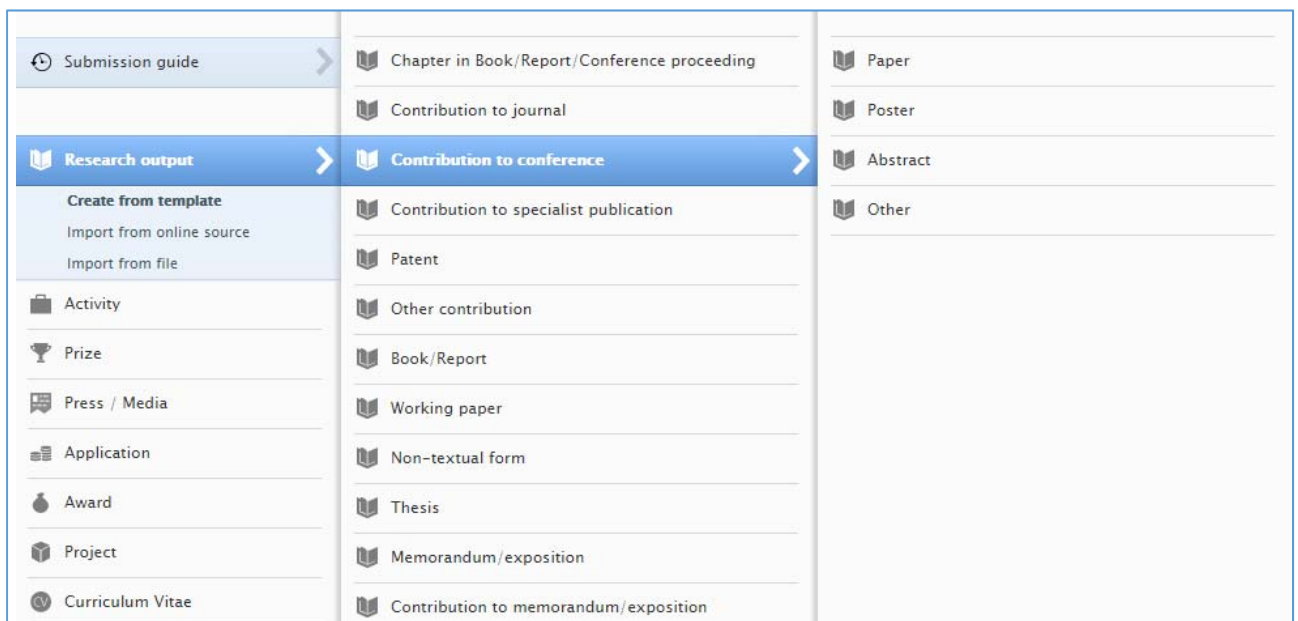 Submission guide
Research output
Create from template
Import from online source
Import from file
Activity
Prize
Press / Media
Application
Award
Project
CV Curriculum Vitae
Chapter in Book/Report/Conference proceeding
Contribution to journal
Contribution to conference
Contribution to specialist publication
Patent
Other contribution
Book/Report
Working paper
Non-textual form
Thesis
Memorandum/exposition
Contribution to memorandum/exposition
Paper
Poster
Abstract
Other